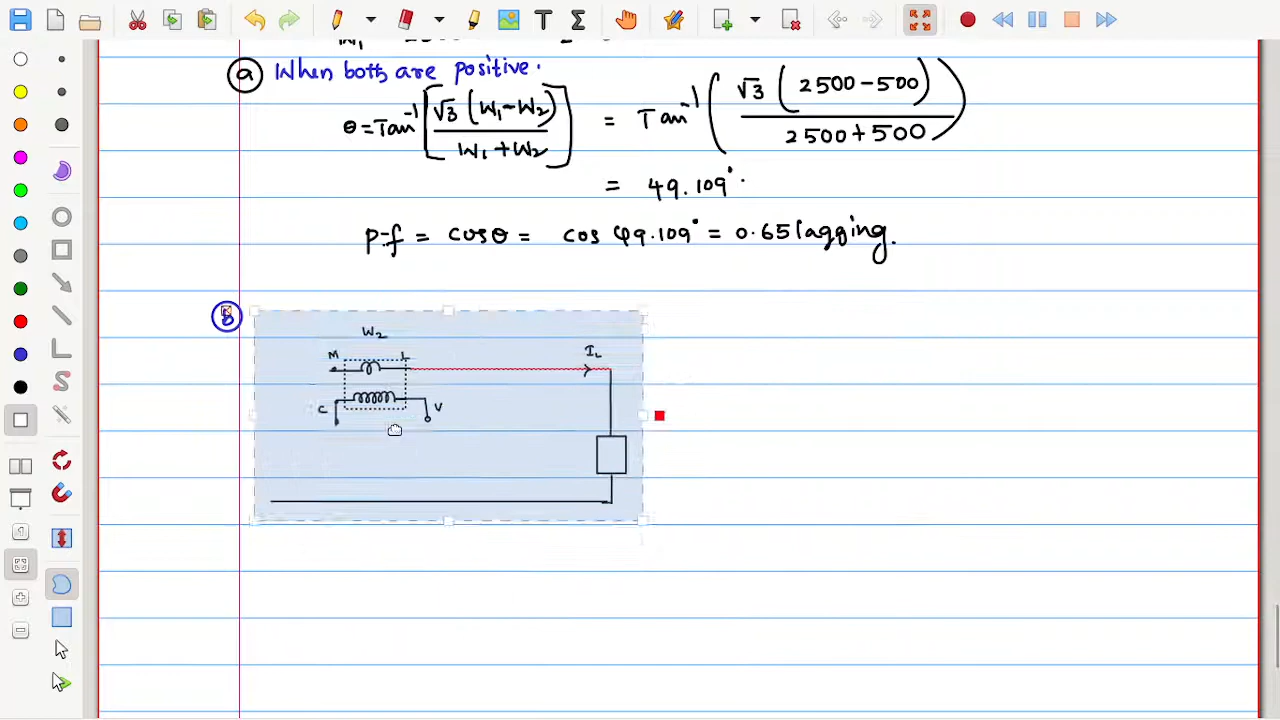 ⓐ When both are positive.
θ = Tan⁻¹[√3 (W₁-W₂) / W₁+W₂] = Tan⁻¹(√3 (2500-500) / 2500+500)
= 49.109°.
p.f = cosθ = cos 49.109° = 0.65 lagging.
W₂
M L
I_L
C V